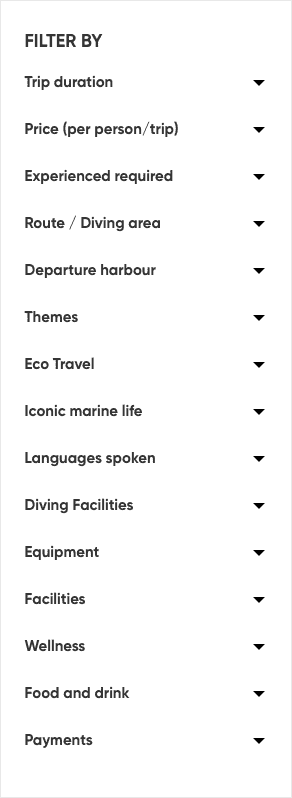 FILTER BY
Trip duration
Price (per person/trip)
Experienced required
Route / Diving area
Departure harbour
Themes
Eco Travel
Iconic marine life
Languages spoken
Diving Facilities
Equipment
Facilities
Wellness
Food and drink
Payments